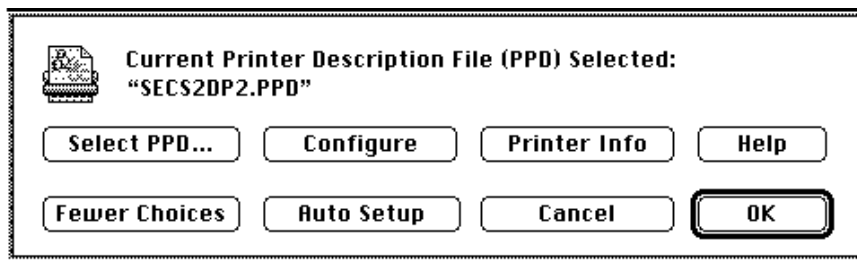 Current Printer Description File (PPD) Selected:
“SECS2DP2.PPD”
Select PPD... Configure Printer Info Help
Fewer Choices Auto Setup Cancel OK